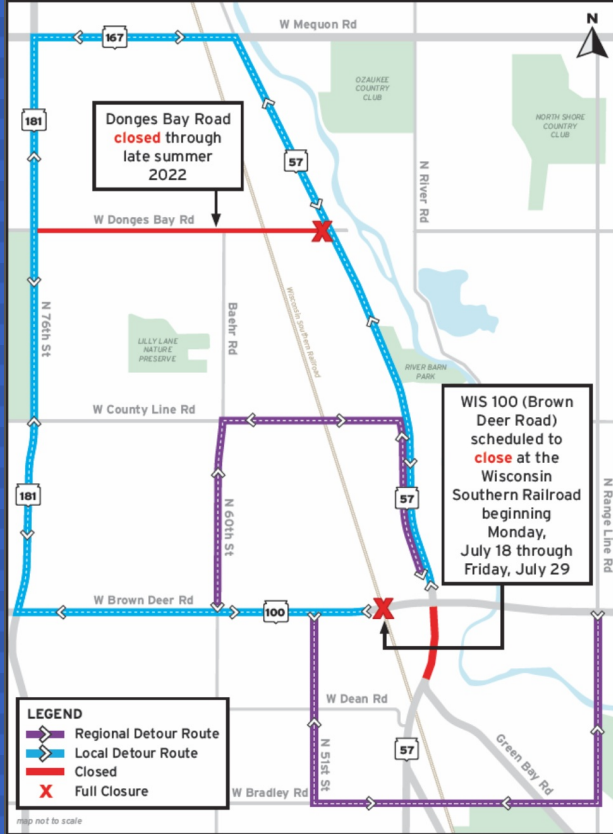 W Mequon Rd
N
167
OZAUKEE
COUNTRY
CLUB
NORTH SHORE
COUNTRY
CLUB
181
Donges Bay Road
closed through
late summer
2022
57
N River Rd
W Donges Bay Rd
X
N 76th St
Baehr Rd
Wisconsin Southern Railroad
LILLY LANE
NATURE
PRESERVE
RIVER BARN
PARK
W County Line Rd
WIS 100 (Brown
Deer Road)
scheduled to
close at the
Wisconsin
Southern Railroad
beginning
Monday,
July 18 through
Friday, July 29
181
N 60th St
57
N Range Line Rd
W Brown Deer Rd
100
X
W Dean Rd
57
N 51st St
Green Bay Rd
W Bradley Rd
LEGEND
Regional Detour Route
Local Detour Route
Closed
X Full Closure
map not to scale